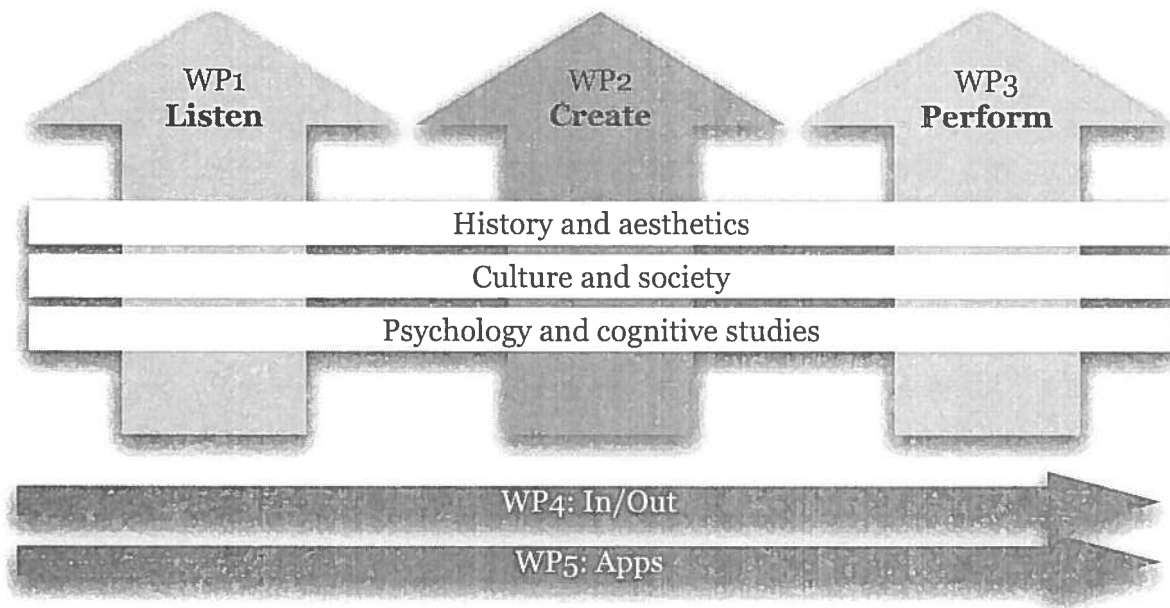 WP1
Listen
WP2
Create
WP3
Perform
History and aesthetics
Culture and society
Psychology and cognitive studies
WP4: In/Out
WP5: Apps